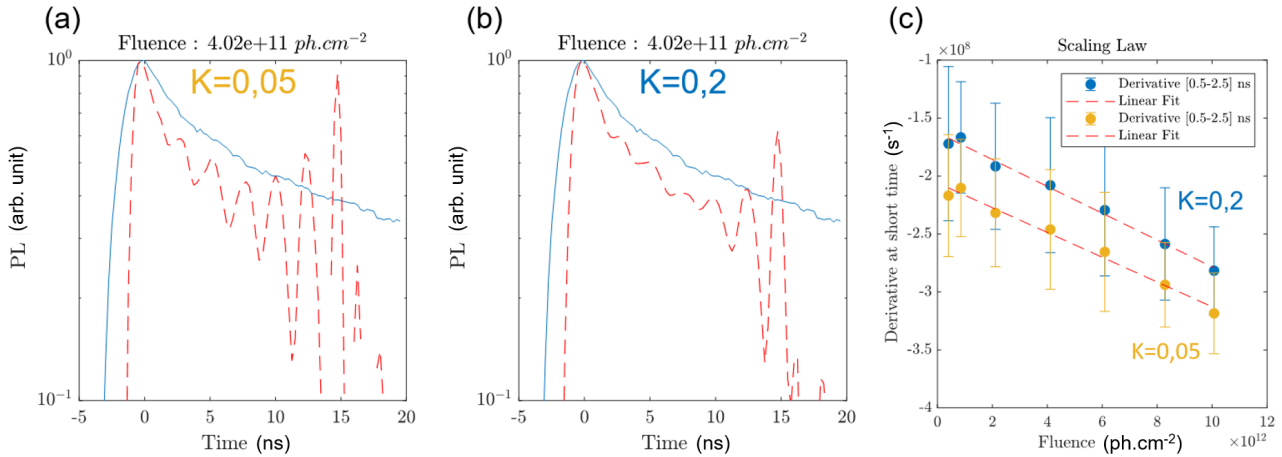 (a)
Fluence : 4.02e+11 ph.cm⁻²
K=0,05
PL (arb. unit)
10⁰
10⁻¹
-5 0 5 10 15 20
Time (ns)
(b)
Fluence : 4.02e+11 ph.cm⁻²
K=0,2
PL (arb. unit)
10⁰
10⁻¹
-5 0 5 10 15 20
Time (ns)
(c)
×10⁸
Scaling Law
Derivative [0.5-2.5] ns
Linear Fit
Derivative [0.5-2.5] ns
Linear Fit
Derivative at short time (s⁻¹)
-1
-1.5
-2
-2.5
-3
-3.5
-4
K=0,2
K=0,05
0 2 4 6 8 10 12
Fluence (ph.cm⁻²)
×10¹²